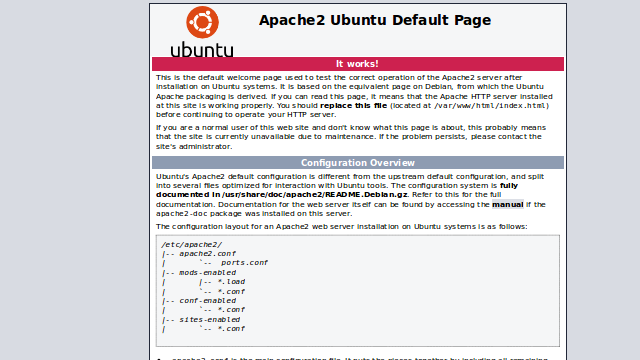 ubuntu
Apache2 Ubuntu Default Page
It works!
This is the default welcome page used to test the correct operation of the Apache2 server after
installation on Ubuntu systems. It is based on the equivalent page on Debian, from which the Ubuntu
Apache packaging is derived. If you can read this page, it means that the Apache HTTP server installed
at this site is working properly. You should replace this file (located at /var/www/html/index.html)
before continuing to operate your HTTP server.
If you are a normal user of this web site and don't know what this page is about, this probably means
that the site is currently unavailable due to maintenance. If the problem persists, please contact the
site's administrator.
Configuration Overview
Ubuntu's Apache2 default configuration is different from the upstream default configuration, and split
into several files optimized for interaction with Ubuntu tools. The configuration system is fully
documented in /usr/share/doc/apache2/README.Debian.gz. Refer to this for the full
documentation. Documentation for the web server itself can be found by accessing the manual if the
apache2-doc package was installed on this server.
The configuration layout for an Apache2 web server installation on Ubuntu systems is as follows:
/etc/apache2/
|-- apache2.conf
|       `--  ports.conf
|-- mods-enabled
|       |-- *.load
|       `-- *.conf
|-- conf-enabled
|       `-- *.conf
|-- sites-enabled
|       `-- *.conf